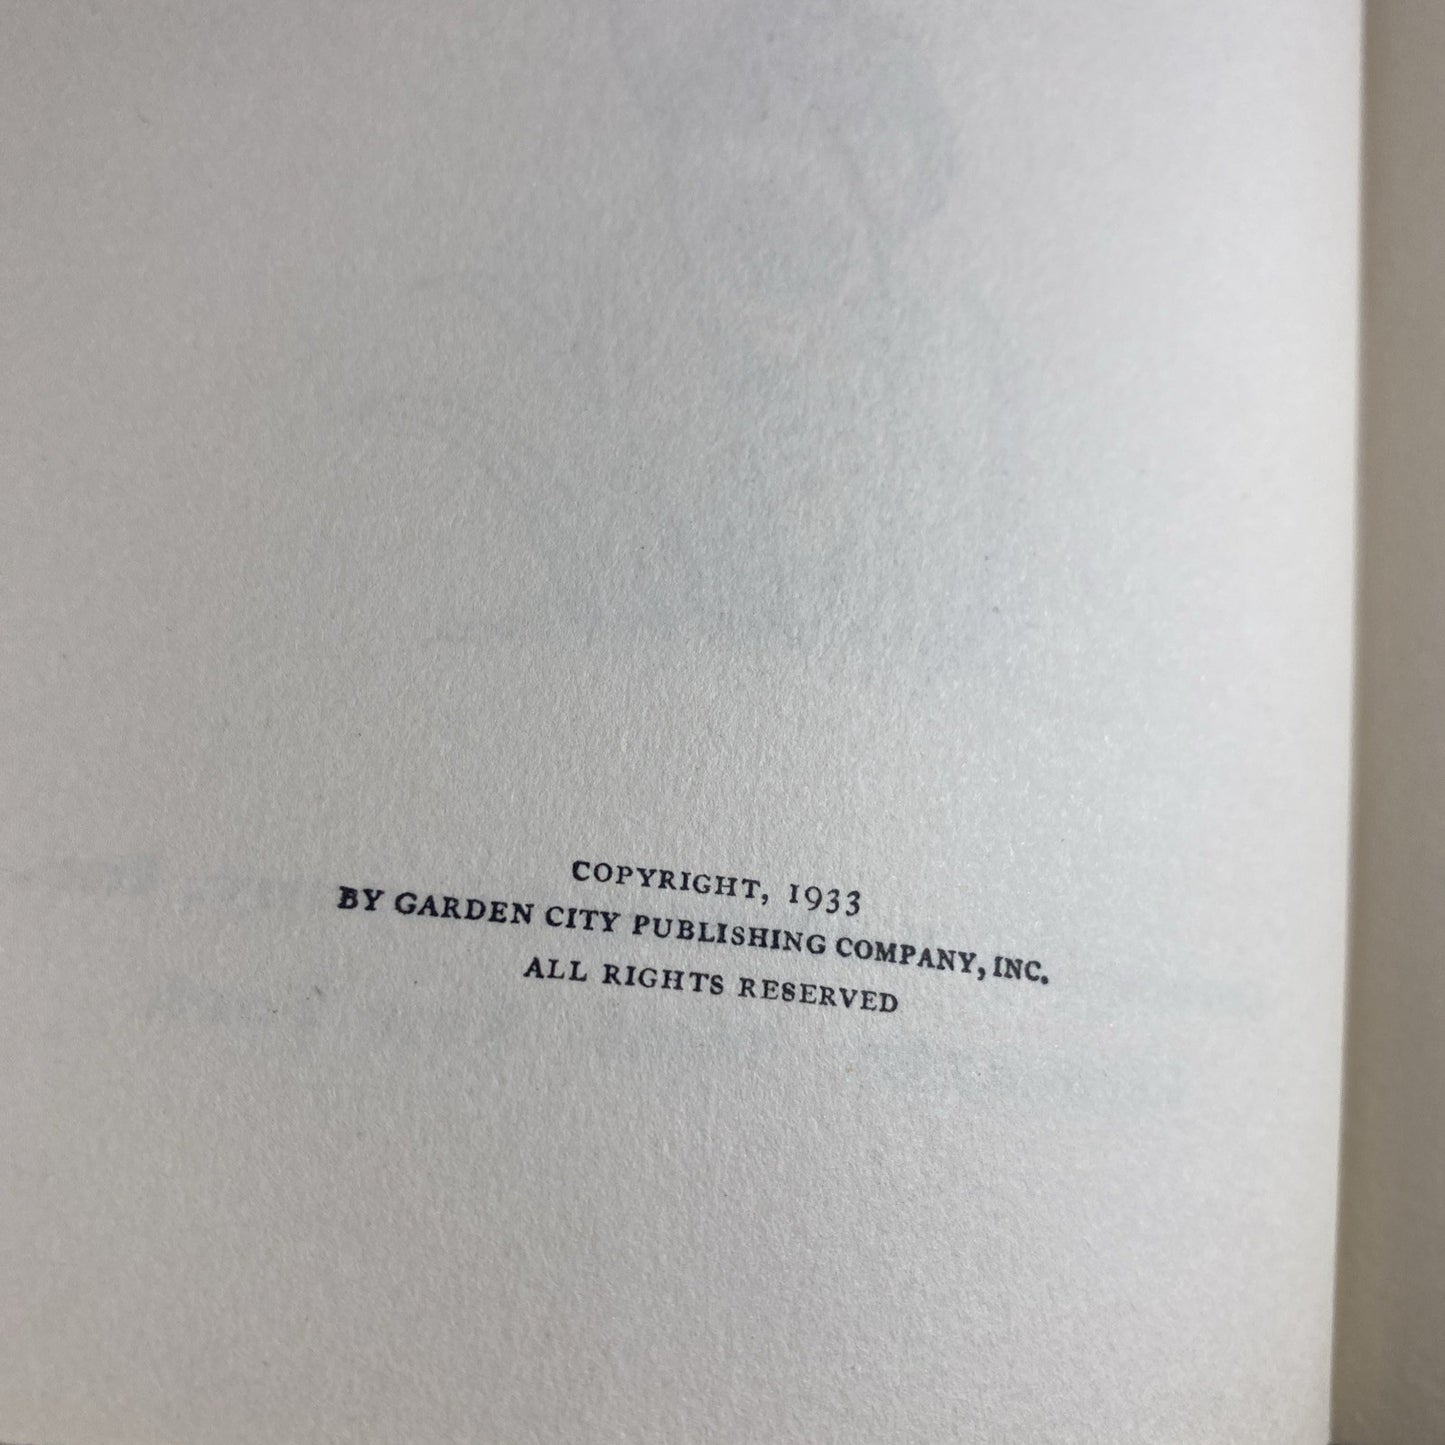 COPYRIGHT, 1933
BY GARDEN CITY PUBLISHING COMPANY, INC.
ALL RIGHTS RESERVED